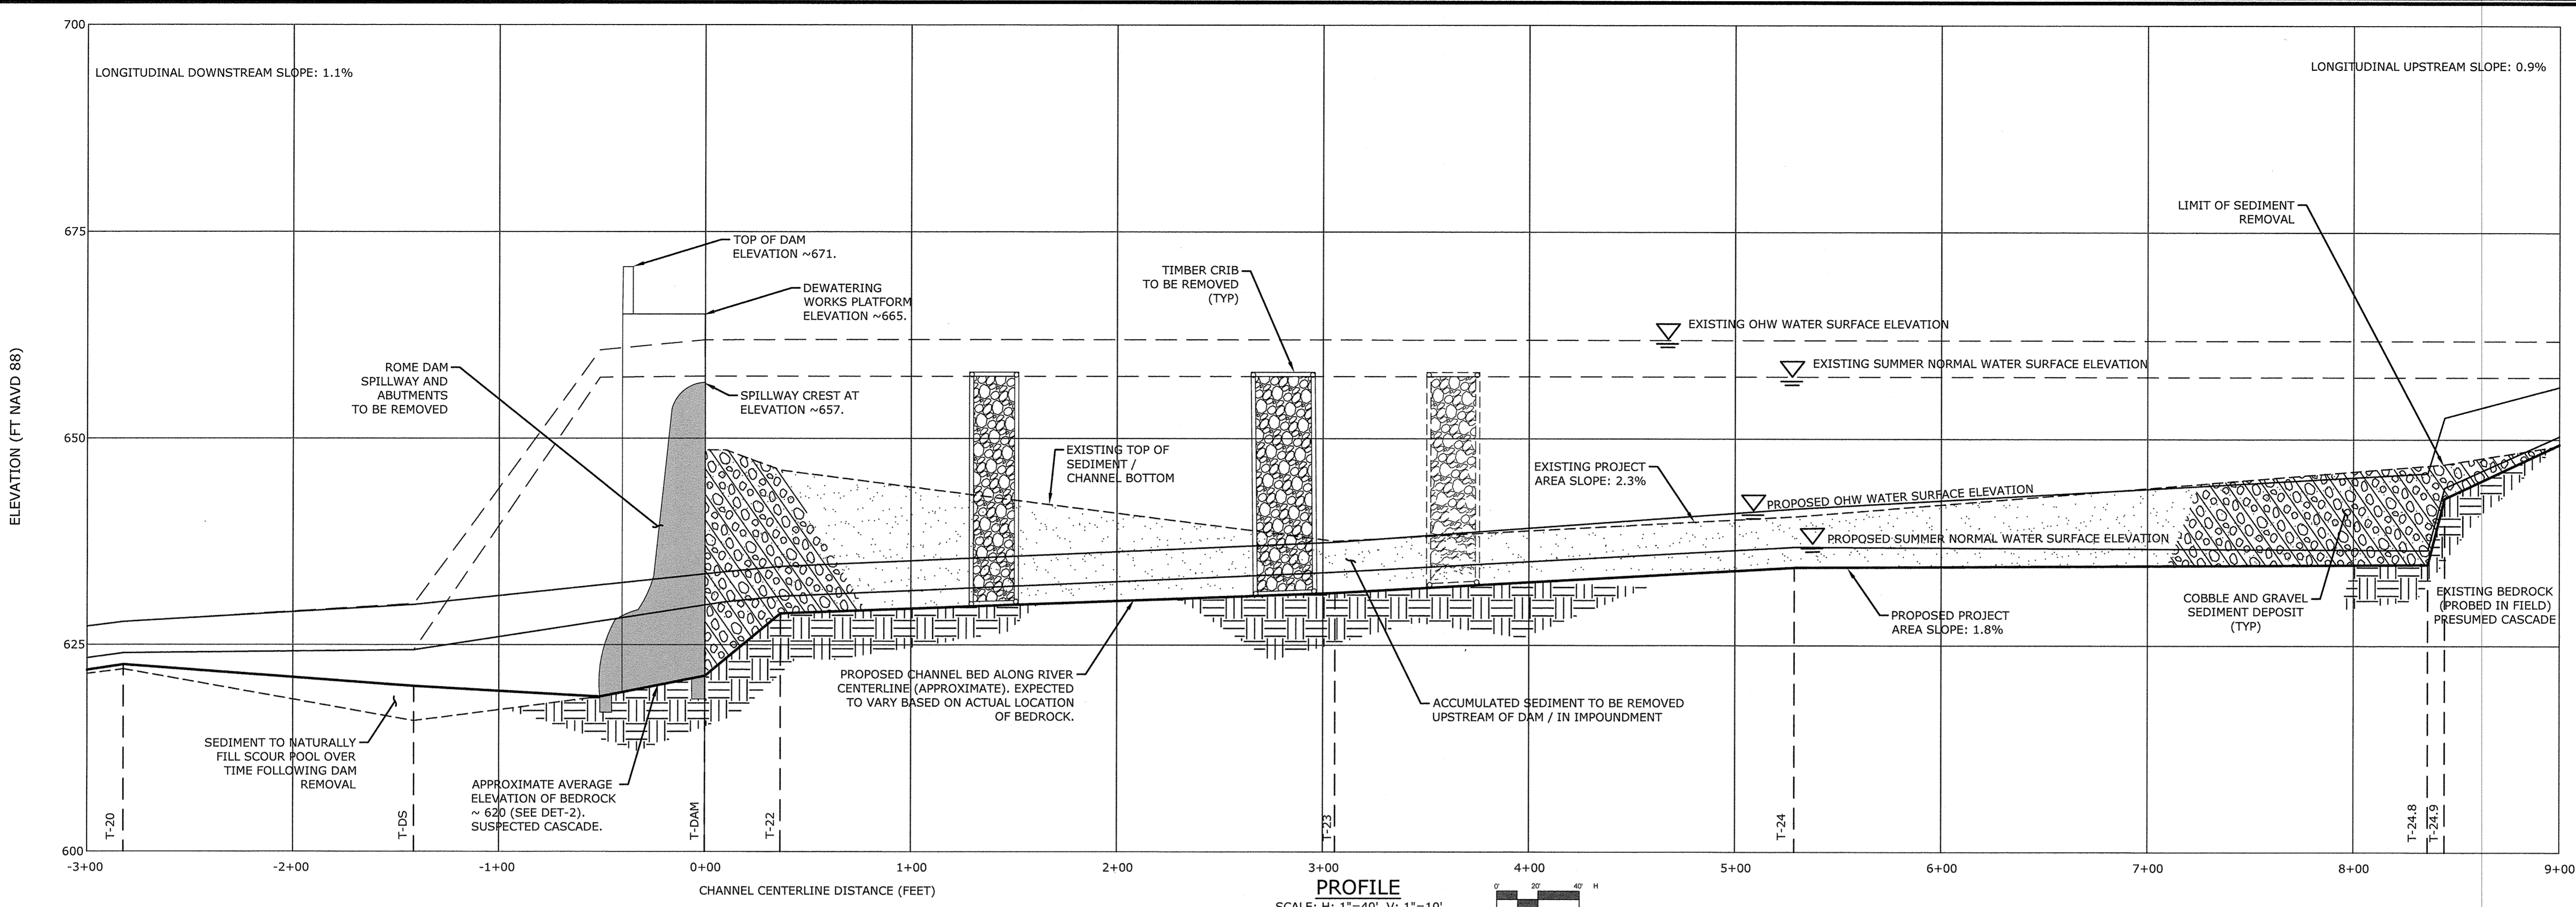 700
LONGITUDINAL DOWNSTREAM SLOPE: 1.1%
LONGITUDINAL UPSTREAM SLOPE: 0.9%
LIMIT OF SEDIMENT
REMOVAL
675
TOP OF DAM
ELEVATION ~671.
TIMBER CRIB
TO BE REMOVED
(TYP)
DEWATERING
WORKS PLATFORM
ELEVATION ~665.
EXISTING OHW WATER SURFACE ELEVATION
EXISTING SUMMER NORMAL WATER SURFACE ELEVATION
ROME DAM
SPILLWAY AND
ABUTMENTS
TO BE REMOVED
SPILLWAY CREST AT
ELEVATION ~657.
ELEVATION (FT NAVD 88)
650
EXISTING TOP OF
SEDIMENT /
CHANNEL BOTTOM
EXISTING PROJECT
AREA SLOPE: 2.3%
PROPOSED OHW WATER SURFACE ELEVATION
PROPOSED SUMMER NORMAL WATER SURFACE ELEVATION
COBBLE AND GRAVEL
SEDIMENT DEPOSIT
(TYP)
EXISTING BEDROCK
(PROBED IN FIELD)
PRESUMED CASCADE
PROPOSED PROJECT
AREA SLOPE: 1.8%
625
PROPOSED CHANNEL BED ALONG RIVER
CENTERLINE (APPROXIMATE). EXPECTED
TO VARY BASED ON ACTUAL LOCATION
OF BEDROCK.
ACCUMULATED SEDIMENT TO BE REMOVED
UPSTREAM OF DAM / IN IMPOUNDMENT
SEDIMENT TO NATURALLY
FILL SCOUR POOL OVER
TIME FOLLOWING DAM
REMOVAL
APPROXIMATE AVERAGE
ELEVATION OF BEDROCK
~ 620 (SEE DET-2).
SUSPECTED CASCADE.
T-20
T-DS
T-DAM
T-22
T-23
T-24
T-24.8
T-24.9
600
-3+00
-2+00
-1+00
0+00
1+00
2+00
3+00
4+00
5+00
6+00
7+00
8+00
9+00
CHANNEL CENTERLINE DISTANCE (FEET)
PROFILE
0' 20' 40' H
SCALE: H: 1"=40', V: 1"=10'